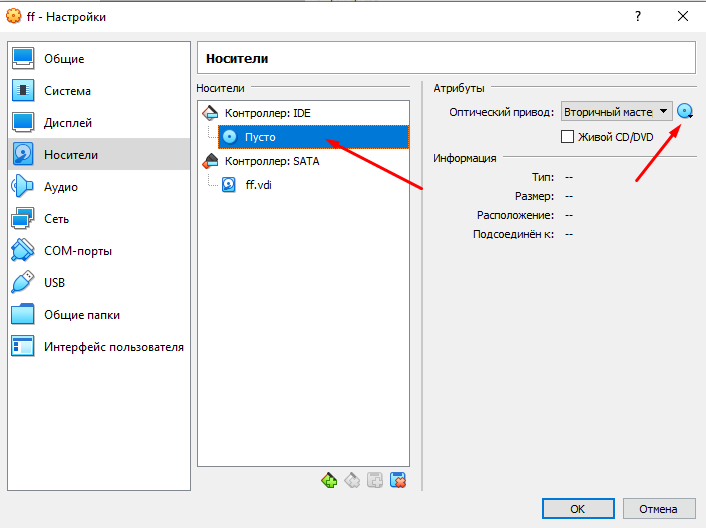 ff - Настройки
?
Общие
Система
Дисплей
Носители
Аудио
Сеть
COM-порты
USB
Общие папки
Интерфейс пользователя
Носители
Носители
Контроллер: IDE
Пусто
Контроллер: SATA
ff.vdi
Атрибуты
Оптический привод: Вторичный масте
Живой CD/DVD
Информация
Тип: --
Размер: --
Расположение: --
Подсоединён к: --
OK
Отмена